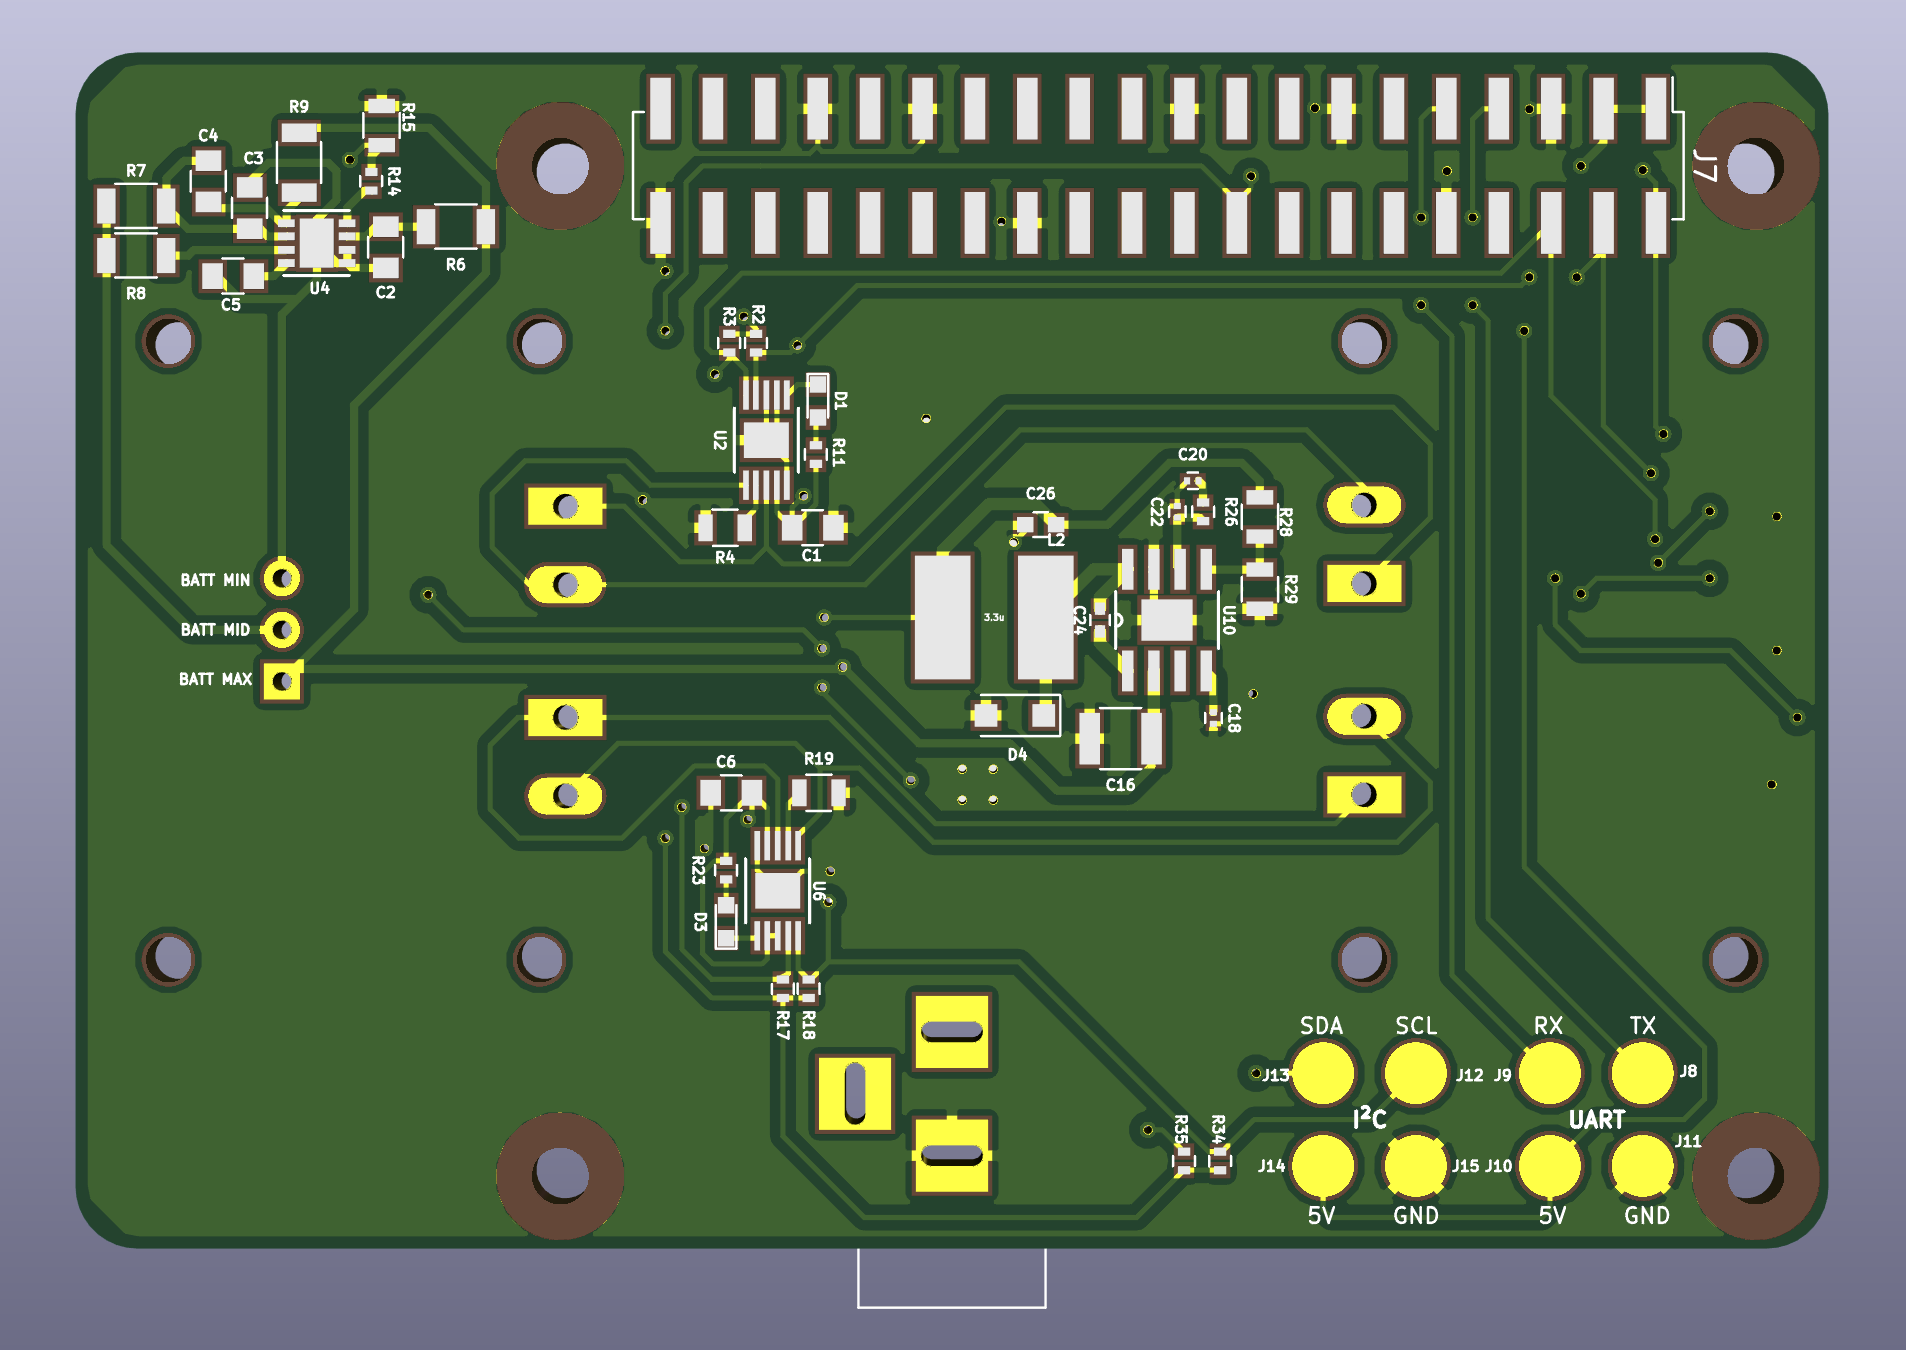 R9
R15
C4
C3
R7
R14
J7
R6
R8
U4
C2
C5
R3
R2
D1
U2
R11
C20
C26
C22
R26
R28
L2
R4
C1
BATT MIN
R29
3.3u
C24
U10
BATT MID
BATT MAX
C18
D4
C6
R19
C16
R23
U6
D3
R17
R18
SDA
SCL
RX
TX
J13
J12
J9
J8
I²C
UART
R35
R34
J11
J14
J15
J10
5V
GND
5V
GND